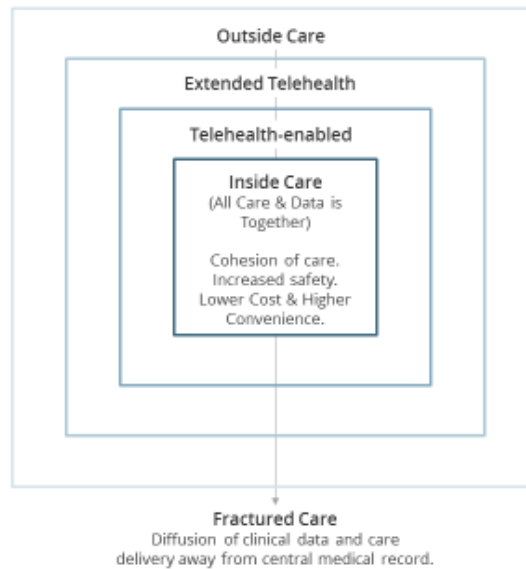 Outside Care
Extended Telehealth
Telehealth-enabled
Inside Care
(All Care & Data is
Together)
Cohesion of care.
Increased safety.
Lower Cost & Higher
Convenience.
Fractured Care
Diffusion of clinical data and care
delivery away from central medical record.